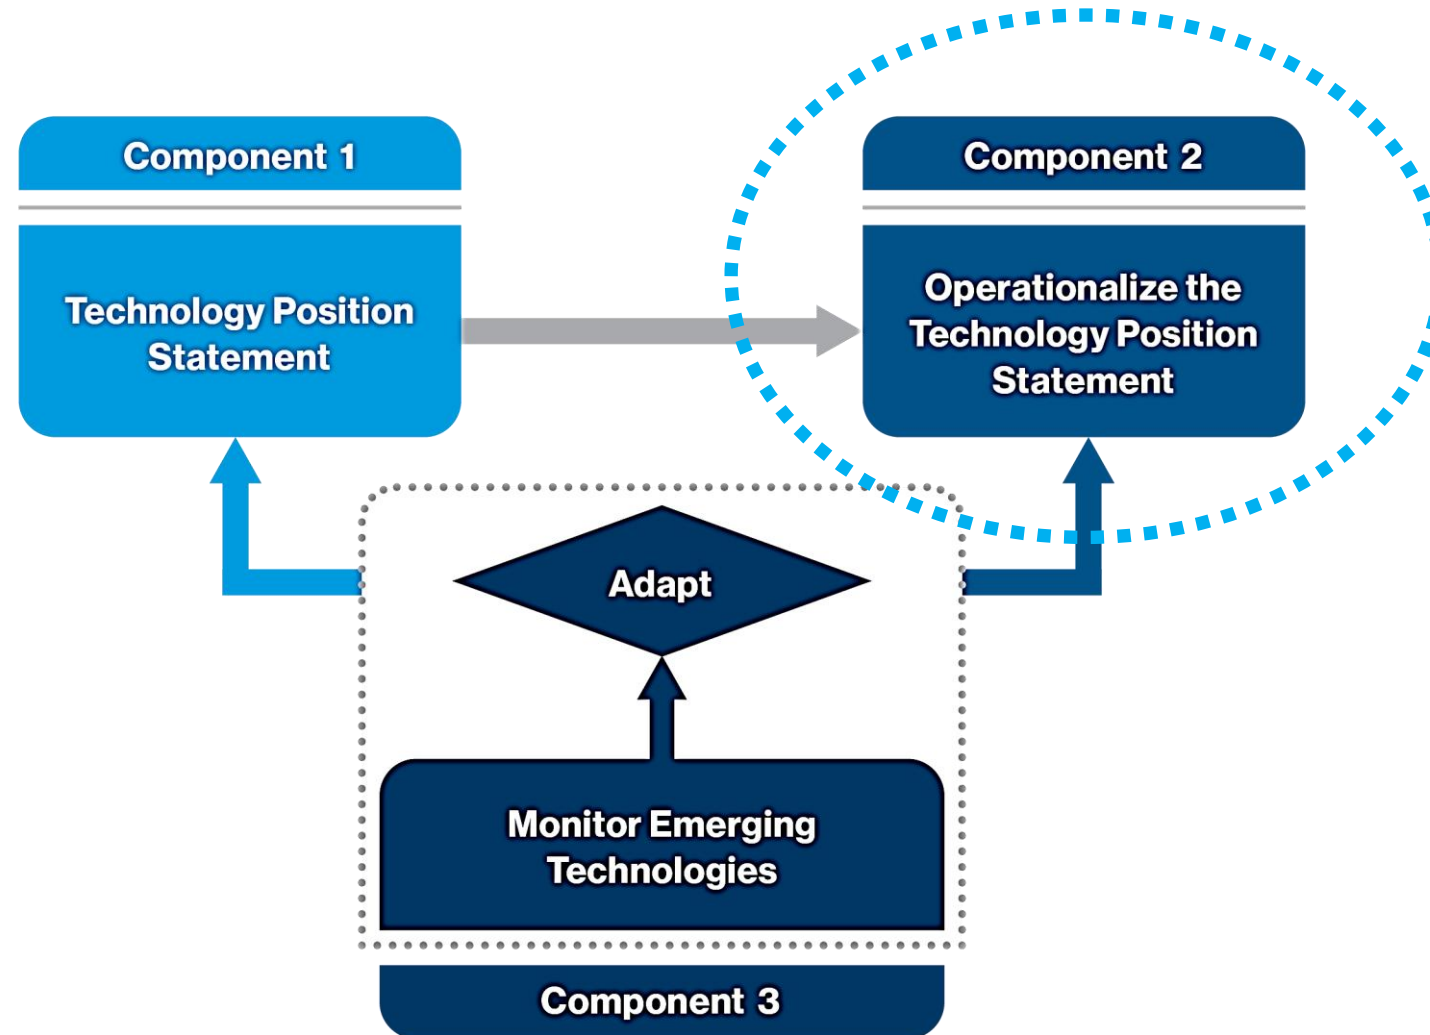 Component 1
Technology Position
Statement
Component 2
Operationalize the
Technology Position
Statement
Adapt
Monitor Emerging
Technologies
Component 3